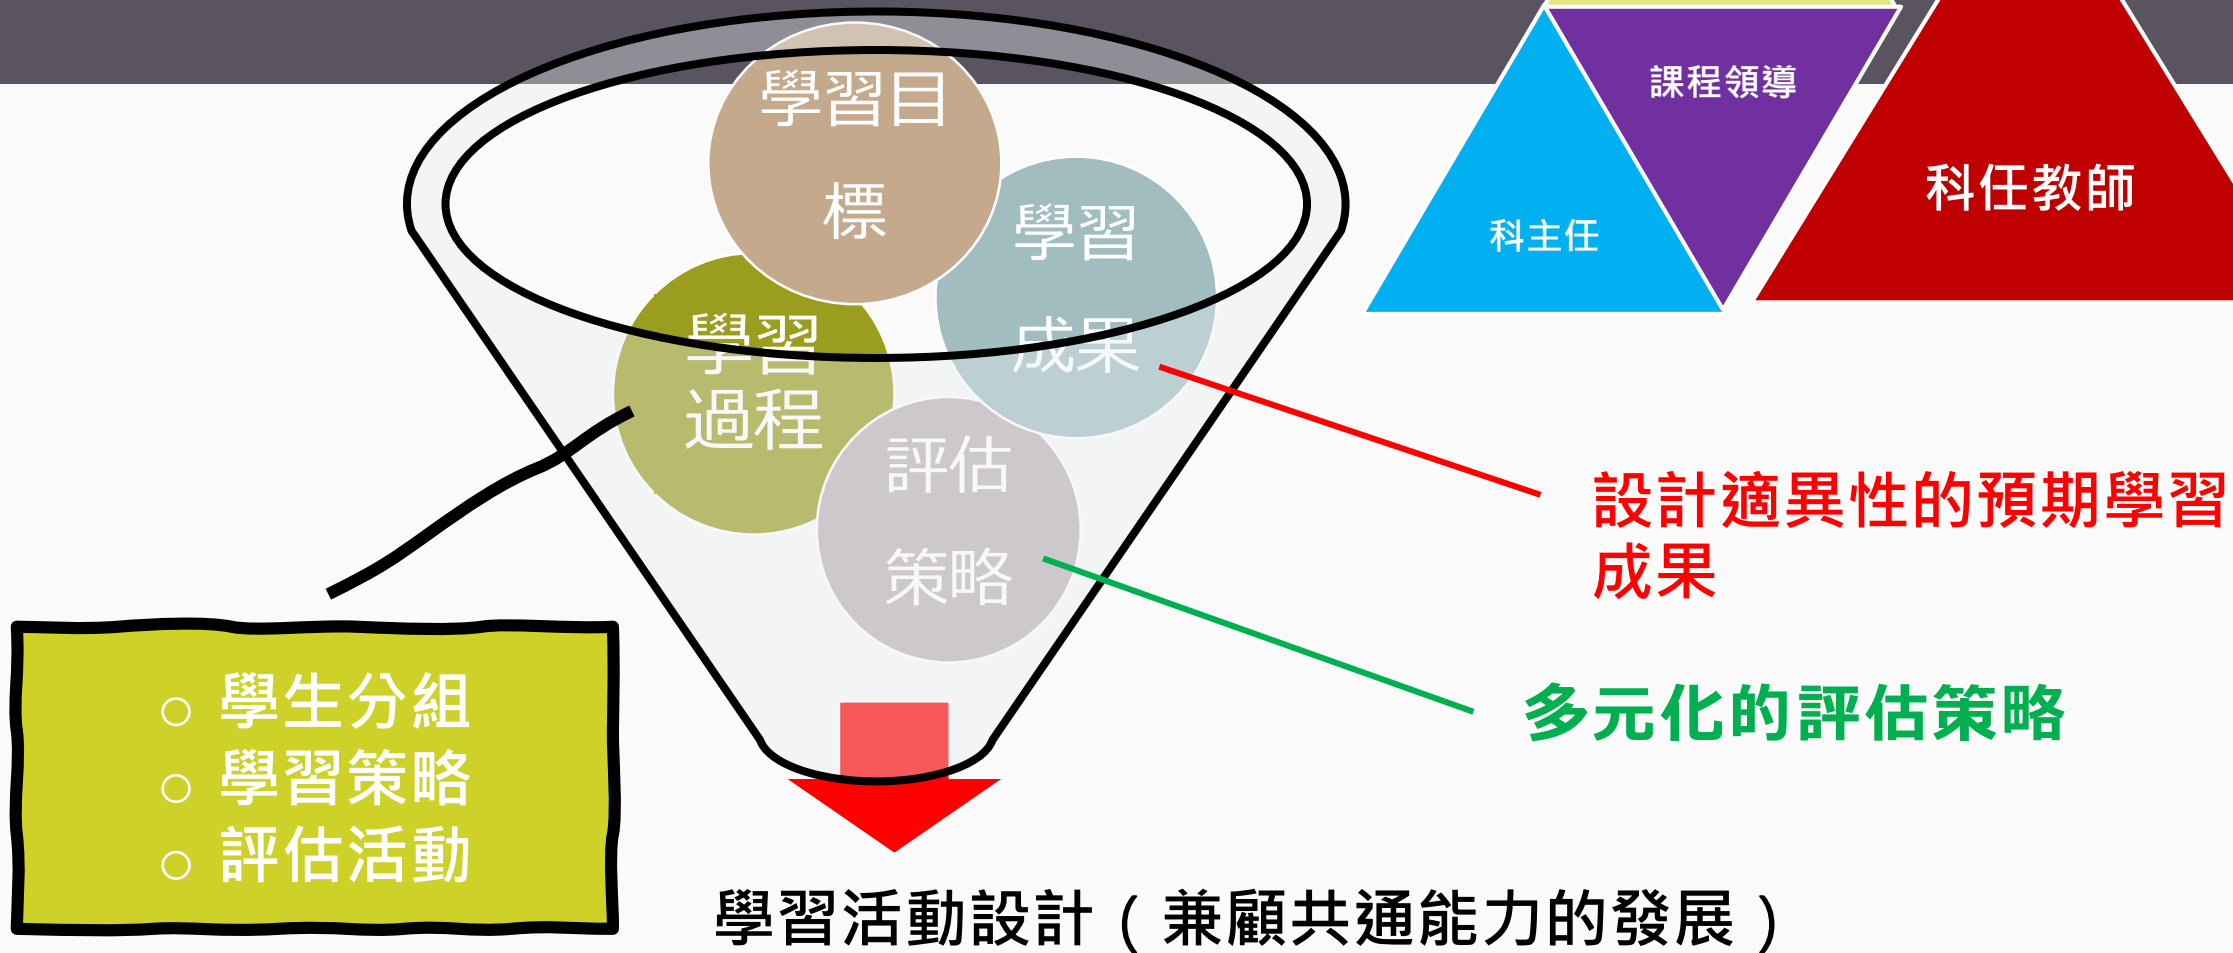 學習目
標
學習
成果
學習
過程
評估
策略
課程領導
科主任
科任教師
設計適異性的預期學習
成果
多元化的評估策略
○ 學生分組
○ 學習策略
○ 評估活動
學習活動設計（兼顧共通能力的發展）